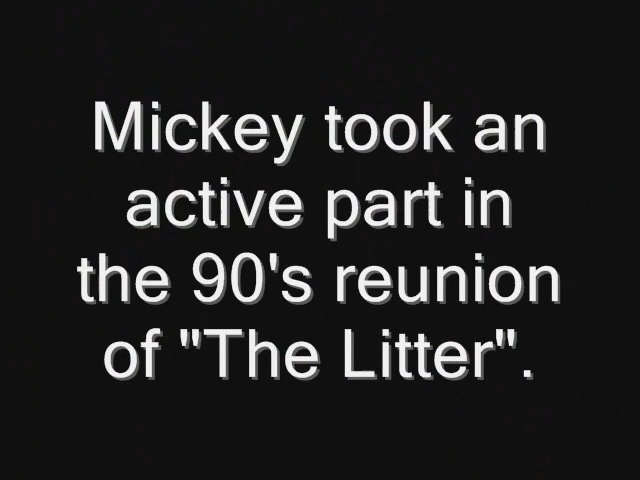 Mickey took an
active part in
the 90's reunion
of "The Litter".